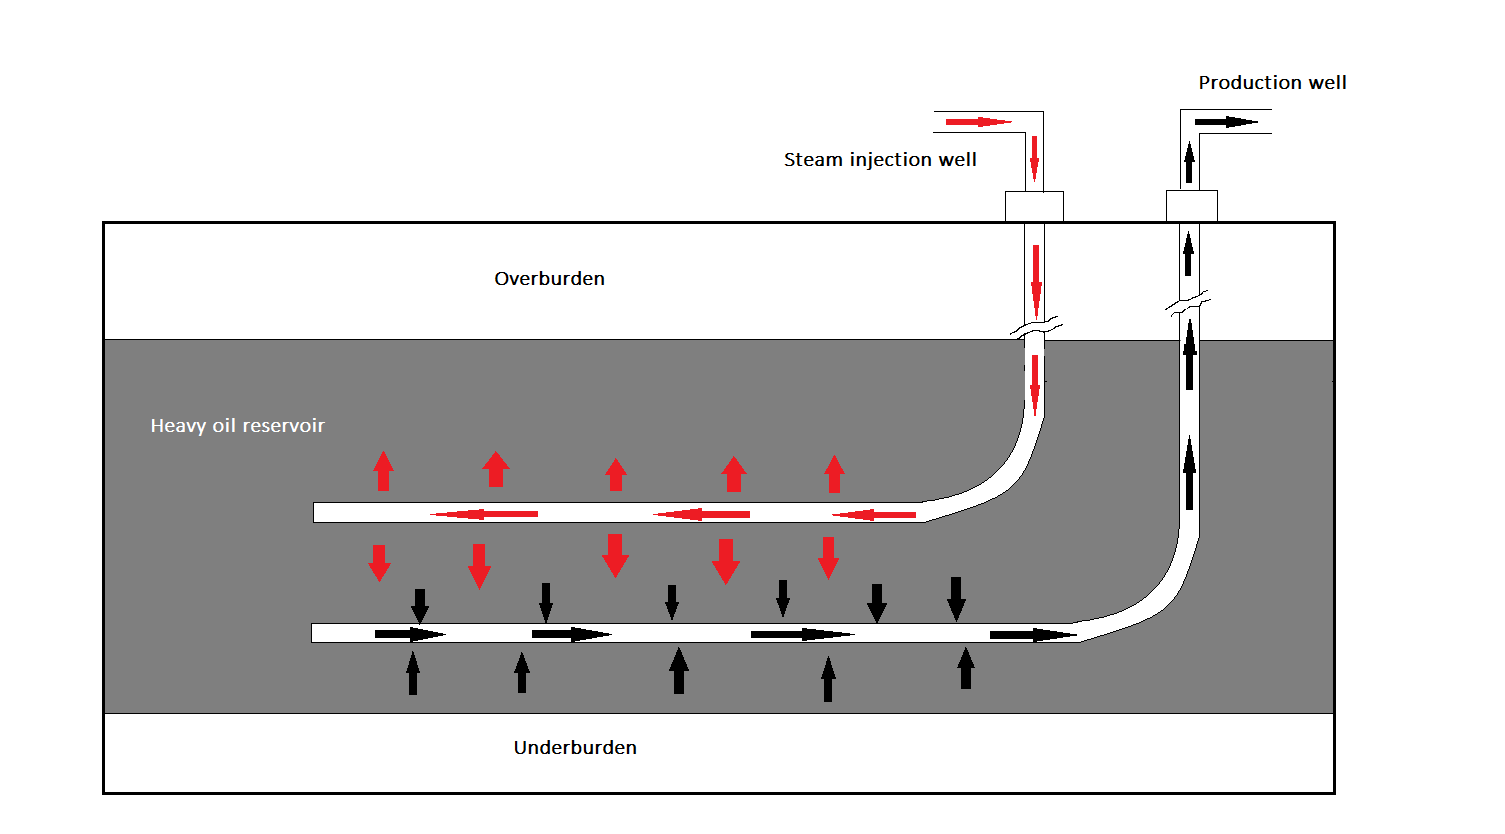 Production well
Steam injection well
Overburden
Heavy oil reservoir
Underburden